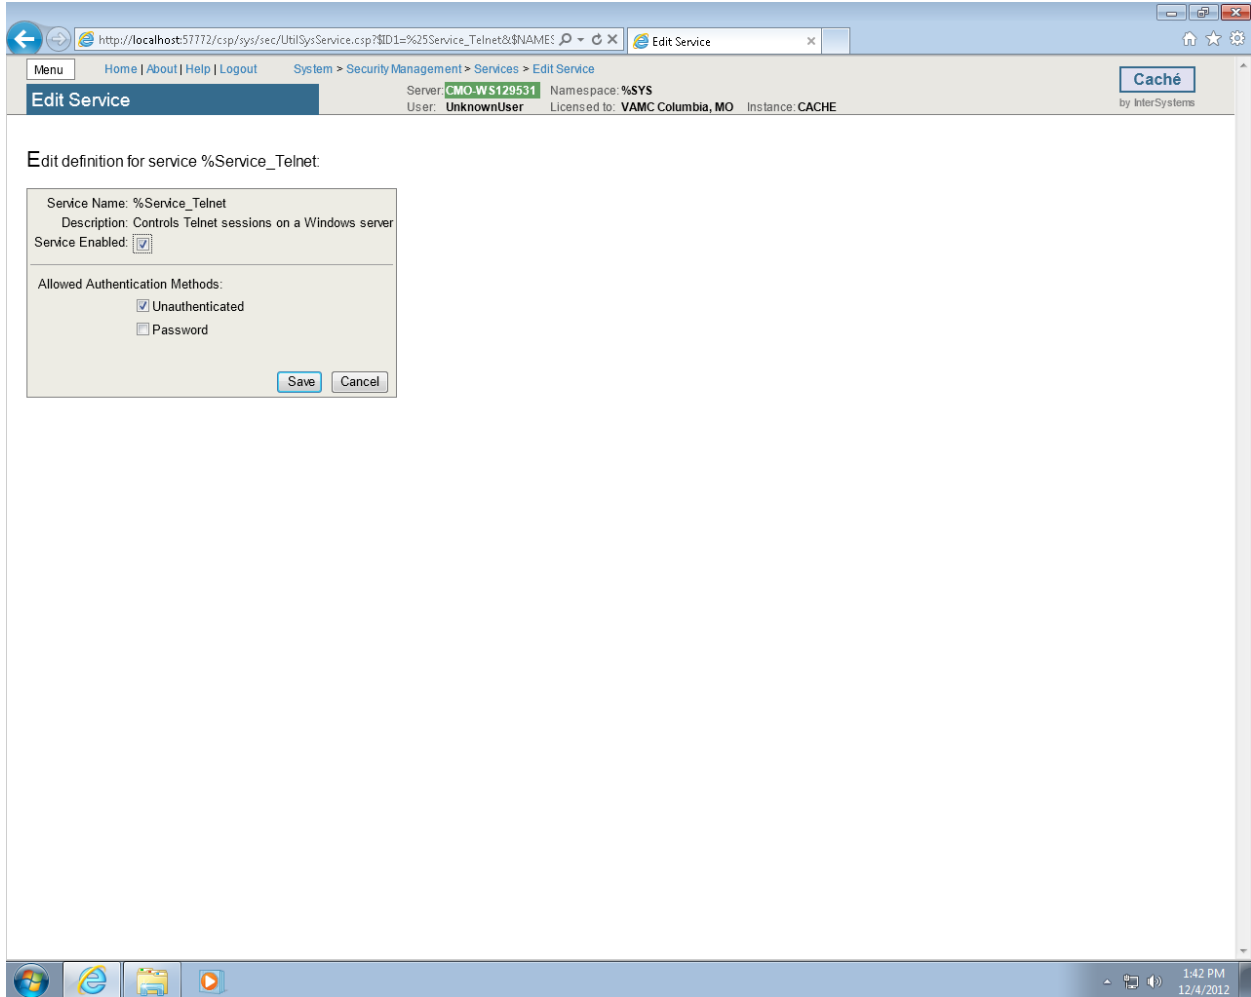 http://localhost:57772/csp/sys/sec/UtilSysService.csp?$ID1=%25Service_Telnet&$NAMES
Edit Service
Menu
Home | About | Help | Logout
System > Security Management > Services > Edit Service
Edit Service
Server: CMO-WS129531 Namespace: %SYS
User: UnknownUser Licensed to: VAMC Columbia, MO Instance: CACHE
Caché
by InterSystems
Edit definition for service %Service_Telnet:
Service Name: %Service_Telnet
Description: Controls Telnet sessions on a Windows server
Service Enabled:
Allowed Authentication Methods:
Unauthenticated
Password
Save Cancel
1:42 PM
12/4/2012